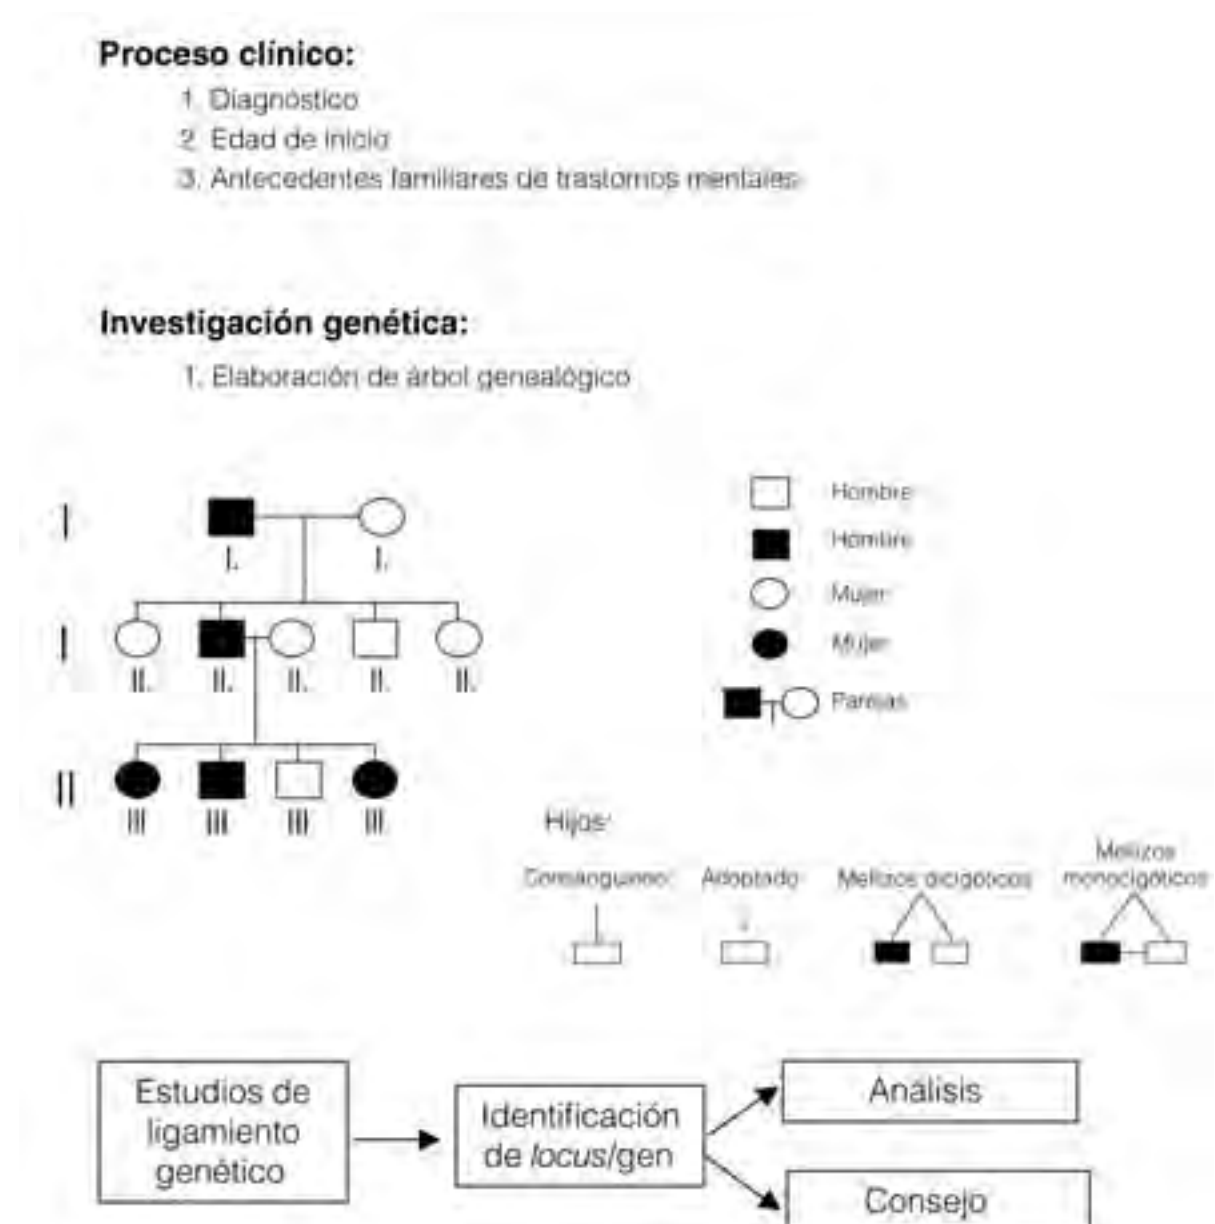 Proceso clínico:
1. Diagnóstico
2. Edad de inicio
3. Antecedentes familiares de trastornos mentales
Investigación genética:
1. Elaboración de árbol genealógico
I
I. I.
I
II. II. II. II. II.
II
III III III III
Hombre
Hombre
Mujer
Mujer
Parejas
Hijos:
Consanguíneo
Adoptado
Mellizos dicigóticos
Mellizos
monocigóticos
Estudios de
ligamiento
genético
Identificación
de locus/gen
Análisis
Consejo